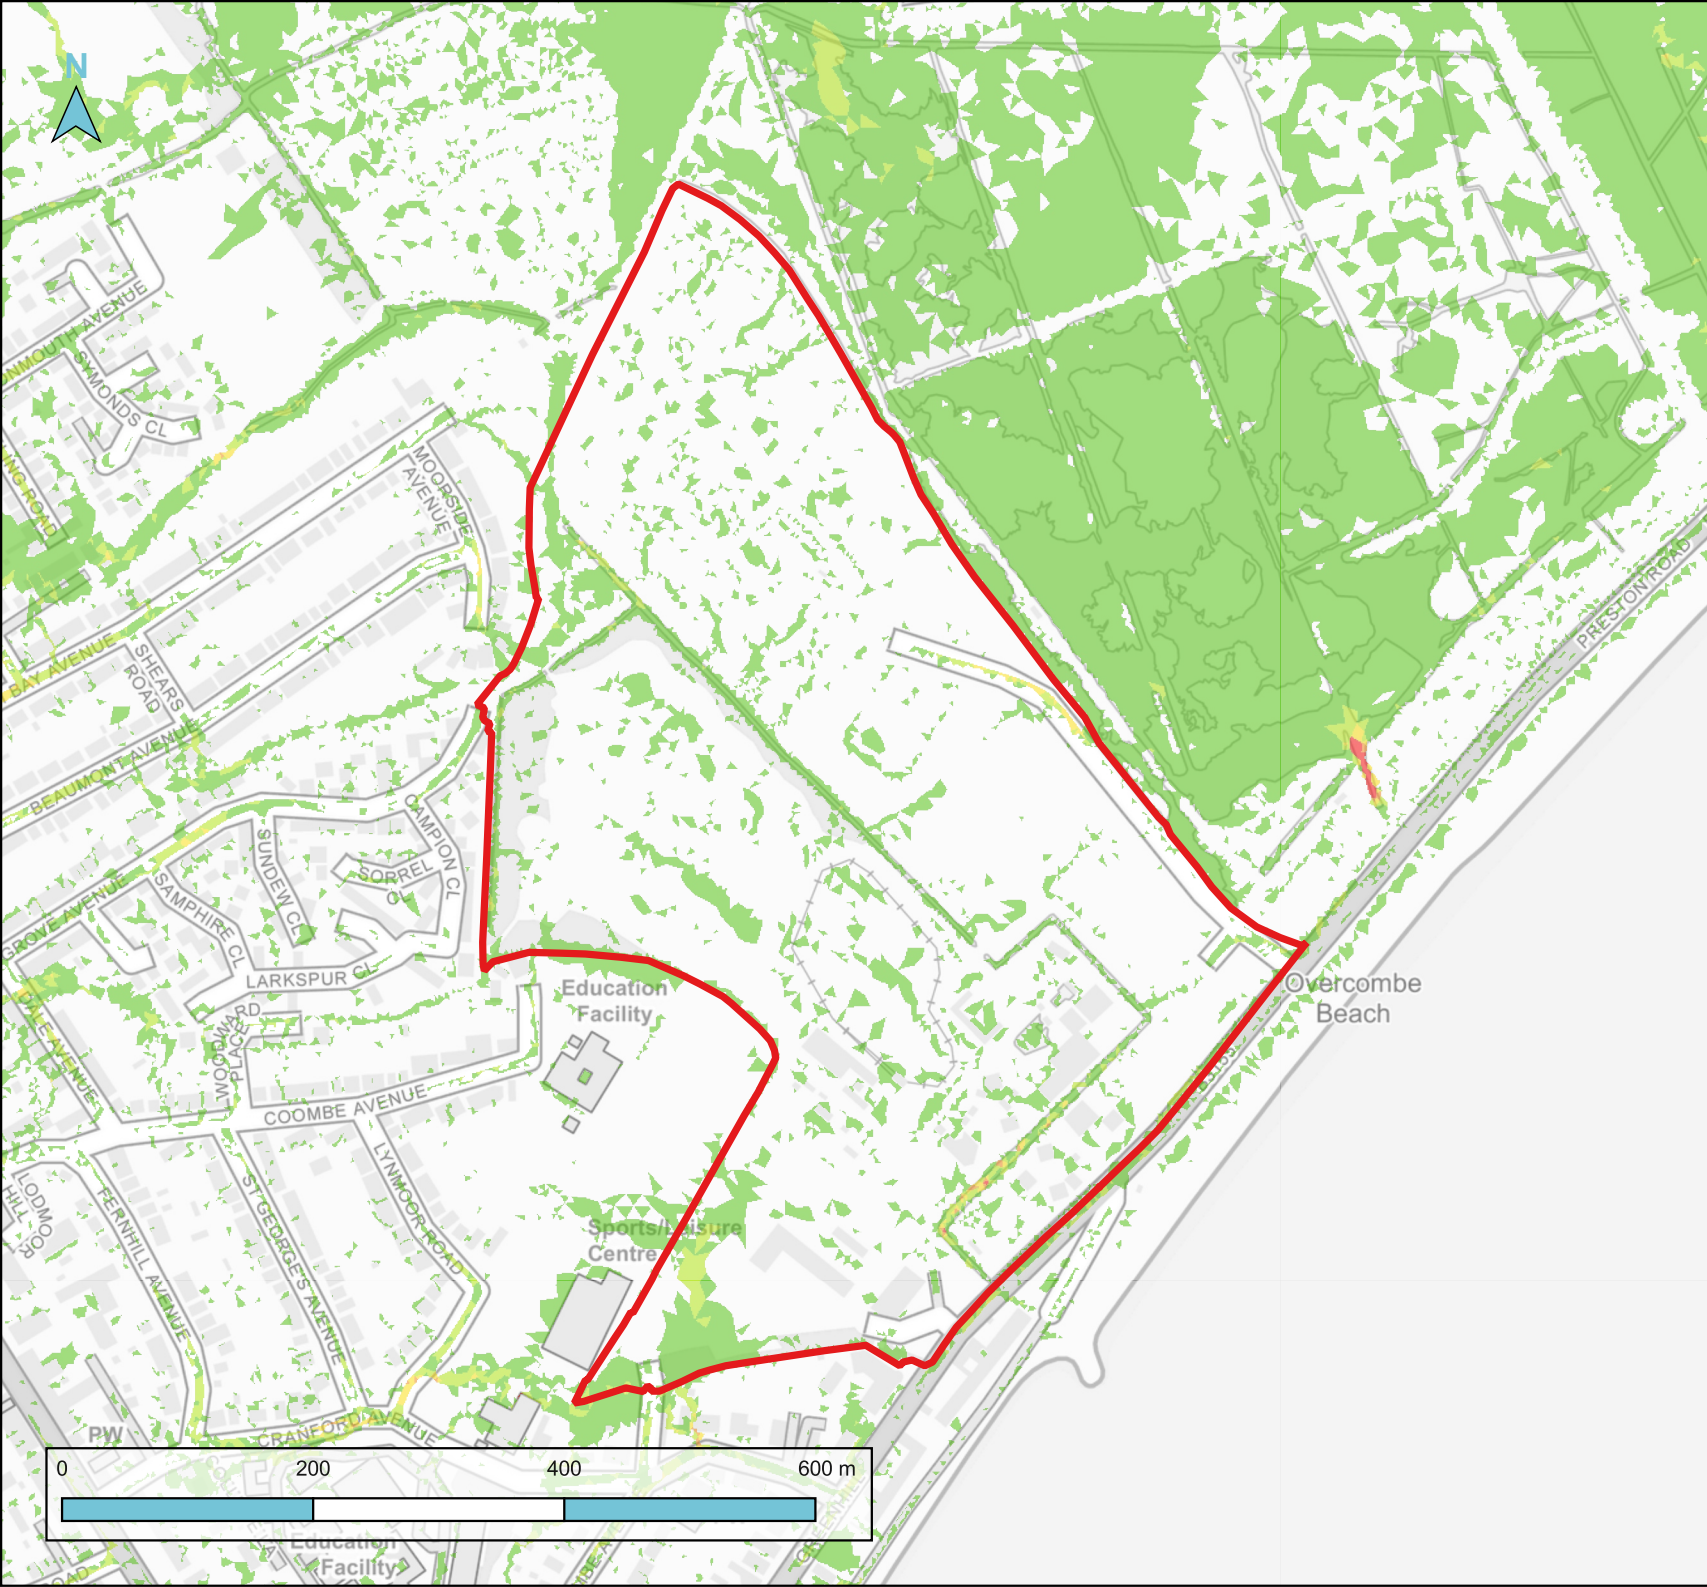 N
MOORSIDE
AVENUE
SYMONDS CL
BAY AVENUE
SHEARS
ROAD
BEAUMONT AVENUE
PRESTON ROAD
CAMPION CL
SORREL
CL
SUNDEW CL
SAMPHIRE CL
GROVE AVENUE
LARKSPUR CL
WOODWARD
PLACE
DALE AVENUE
COOMBE AVENUE
Education
Facility
Overcombe
Beach
B3155
LODMOOR
HILL
FERNHILL AVENUE
ST GEORGE'S AVENUE
LYNMOOR ROAD
Sports/Leisure
Centre
CRANFORD AVENUE
PW
0 200 400 600 m
Education
Facility